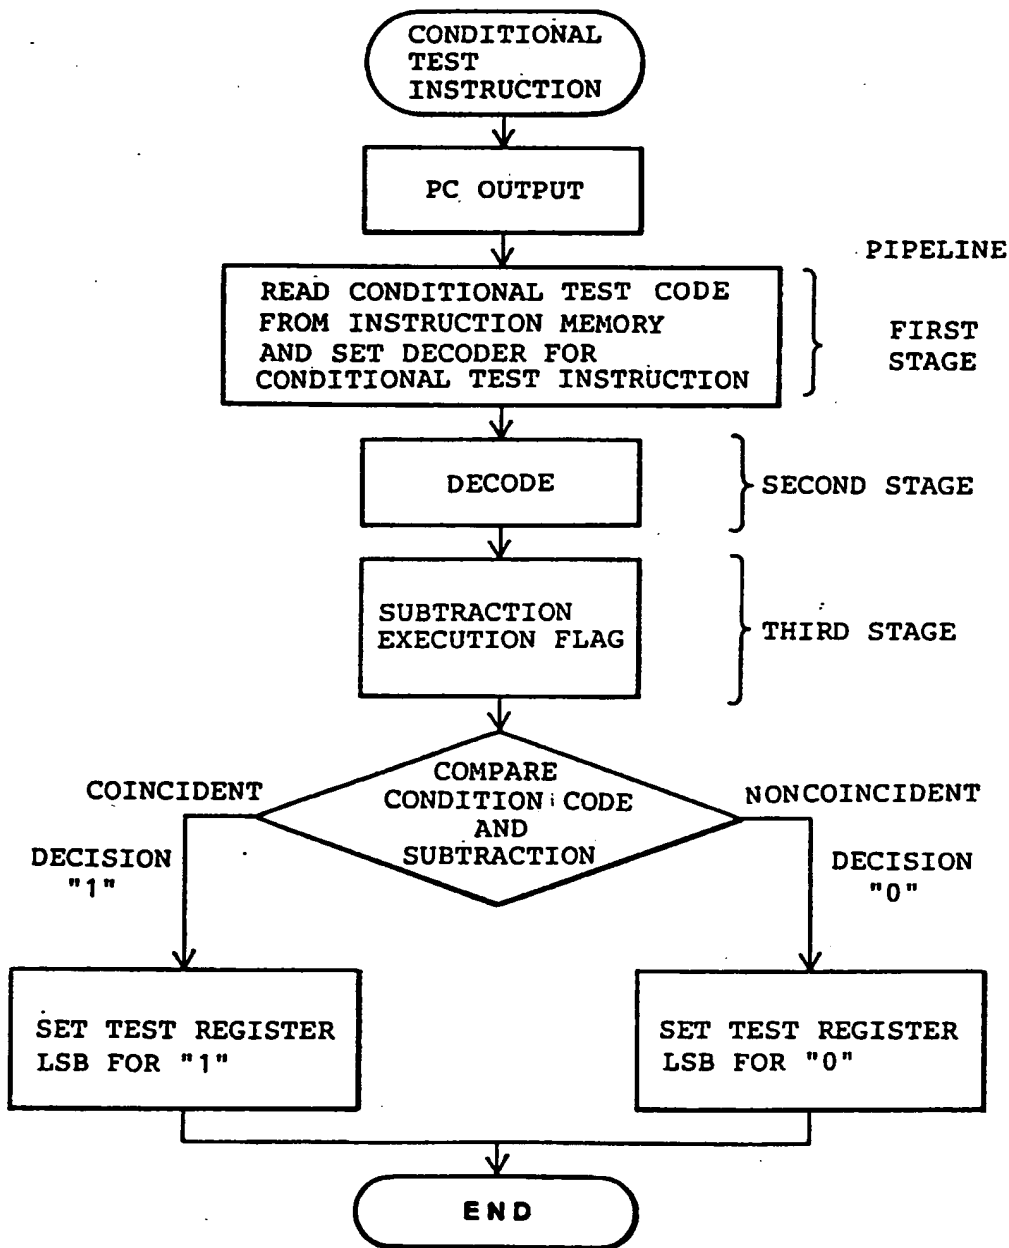 CONDITIONAL
TEST
INSTRUCTION
PC OUTPUT
PIPELINE
READ CONDITIONAL TEST CODE
FROM INSTRUCTION MEMORY
AND SET DECODER FOR
CONDITIONAL TEST INSTRUCTION
FIRST
STAGE
DECODE
SECOND STAGE
SUBTRACTION
EXECUTION FLAG
THIRD STAGE
COMPARE
CONDITION CODE
AND
SUBTRACTION
COINCIDENT
NONCOINCIDENT
DECISION
"1"
DECISION
"0"
SET TEST REGISTER
LSB FOR "1"
SET TEST REGISTER
LSB FOR "0"
END